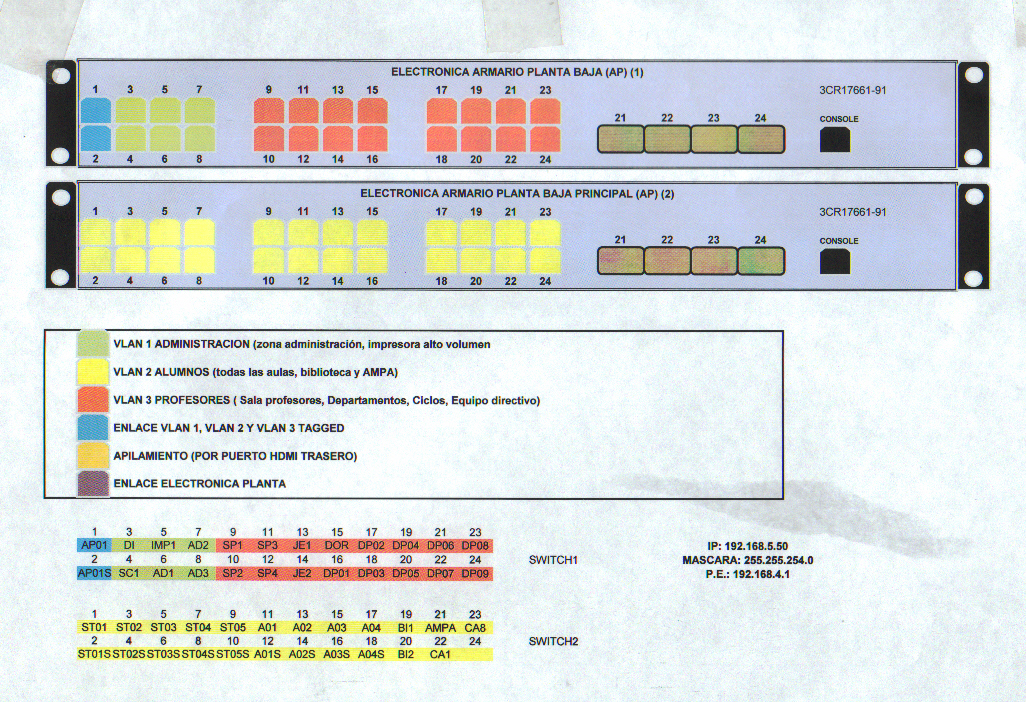 ELECTRONICA ARMARIO PLANTA BAJA (AP) (1)
1 3 5 7 9 11 13 15 17 19 21 23 3CR17661-91
21 22 23 24 CONSOLE
2 4 6 8 10 12 14 16 18 20 22 24
ELECTRONICA ARMARIO PLANTA BAJA PRINCIPAL (AP) (2)
1 3 5 7 9 11 13 15 17 19 21 23 3CR17661-91
21 22 23 24 CONSOLE
2 4 6 8 10 12 14 16 18 20 22 24
VLAN 1 ADMINISTRACION (zona administración, impresora alto volumen
VLAN 2 ALUMNOS (todas las aulas, biblioteca y AMPA)
VLAN 3 PROFESORES ( Sala profesores, Departamentos, Ciclos, Equipo directivo)
ENLACE VLAN 1, VLAN 2 Y VLAN 3 TAGGED
APILAMIENTO (POR PUERTO HDMI TRASERO)
ENLACE ELECTRONICA PLANTA
1 3 5 7 9 11 13 15 17 19 21 23
AP01 DI IMP1 AD2 SP1 SP3 JE1 DOR DP02 DP04 DP06 DP08 IP: 192.168.5.50
2 4 6 8 10 12 14 16 18 20 22 24 SWITCH1 MASCARA: 255.255.254.0
AP01S SC1 AD1 AD3 SP2 SP4 JE2 DP01 DP03 DP05 DP07 DP09 P.E.: 192.168.4.1
1 3 5 7 9 11 13 15 17 19 21 23
ST01 ST02 ST03 ST04 ST05 A01 A02 A03 A04 BI1 AMPA CA8
2 4 6 8 10 12 14 16 18 20 22 24 SWITCH2
ST01S ST02S ST03S ST04S ST05S A01S A02S A03S A04S BI2 CA1